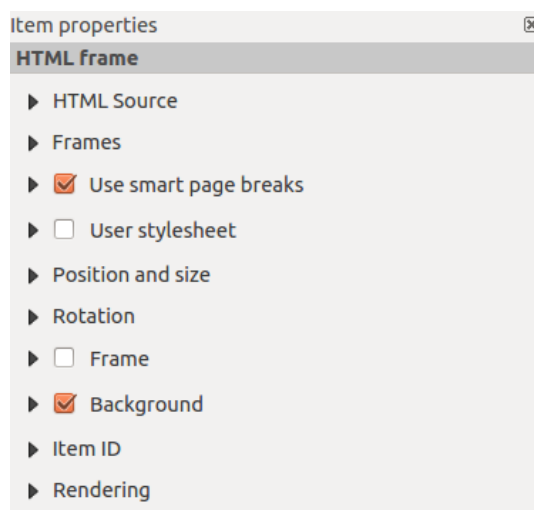 Item properties
HTML frame
HTML Source
Frames
Use smart page breaks
User stylesheet
Position and size
Rotation
Frame
Background
Item ID
Rendering